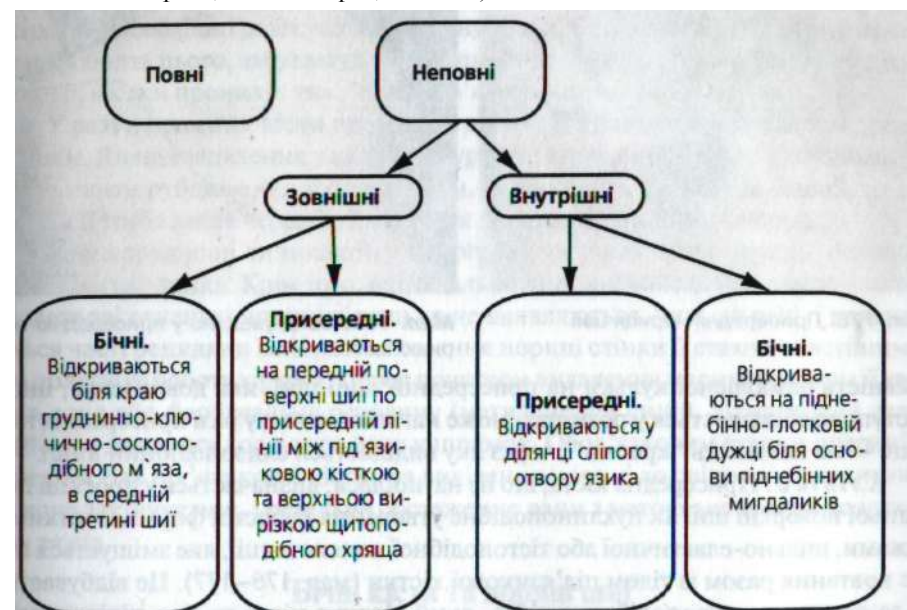 Повні
Неповні
Зовнішні
Внутрішні
Бічні.
Відкриваються
біля краю
груднинно-клю
чично-соскопо-
дібного м`яза,
в середній
третині шиї
Присередні.
Відкриваються
на передній по-
верхні шиї по
присередній лі-
нії між під`язи-
ковою кісткою
та верхньою ви-
різкою щитопо-
дібного хряща
Присередні.
Відкриваються у
ділянці сліпого
отвору язика
Бічні.
Відкрива-
ються на підне-
бінно-глотковій
дужці біля осно-
ви піднебінних
мигдаликів